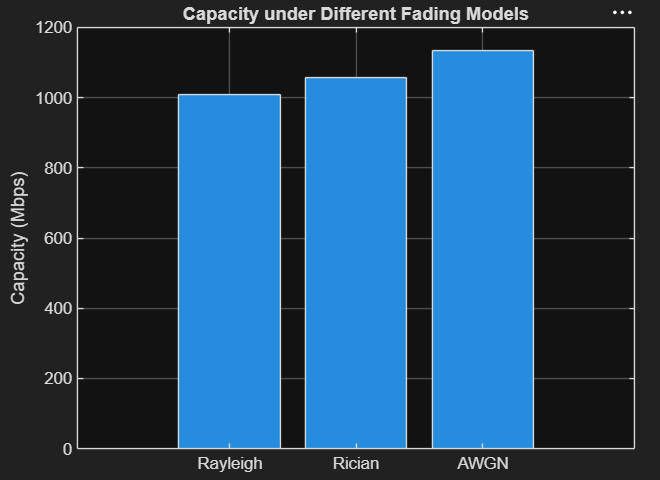 Capacity under Different Fading Models
Capacity (Mbps)
1200
1000
800
600
400
200
0
Rayleigh
Rician
AWGN